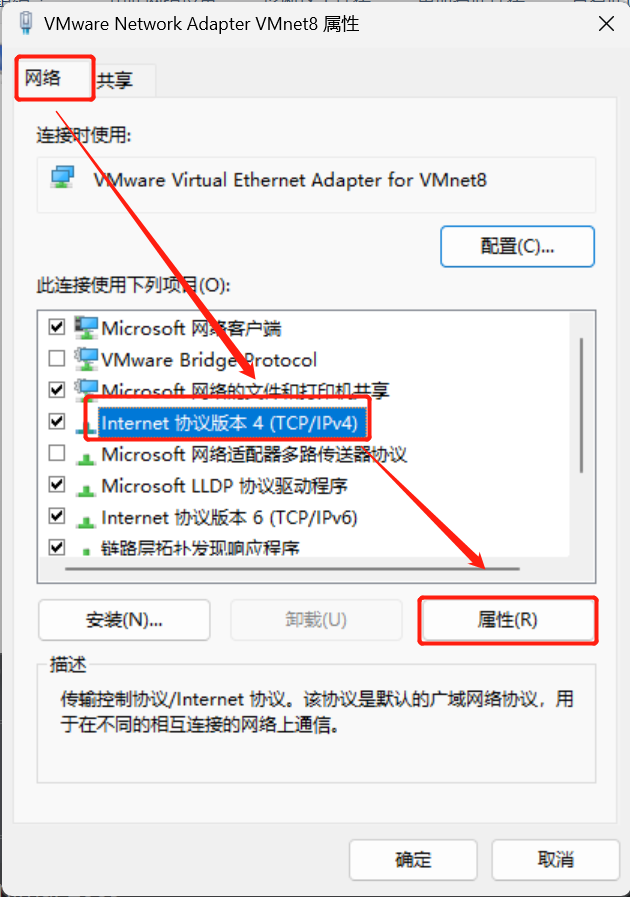 VMware Network Adapter VMnet8 属性
网络
共享
连接时使用:
VMware Virtual Ethernet Adapter for VMnet8
配置(C)...
此连接使用下列项目(O):
Microsoft 网络客户端
VMware Bridge Protocol
Microsoft 网络的文件和打印机共享
Internet 协议版本 4 (TCP/IPv4)
Microsoft 网络适配器多路传送器协议
Microsoft LLDP 协议驱动程序
Internet 协议版本 6 (TCP/IPv6)
链路层拓扑发现响应程序
安装(N)...
卸载(U)
属性(R)
描述
传输控制协议/Internet 协议。该协议是默认的广域网络协议，用
于在不同的相互连接的网络上通信。
确定
取消